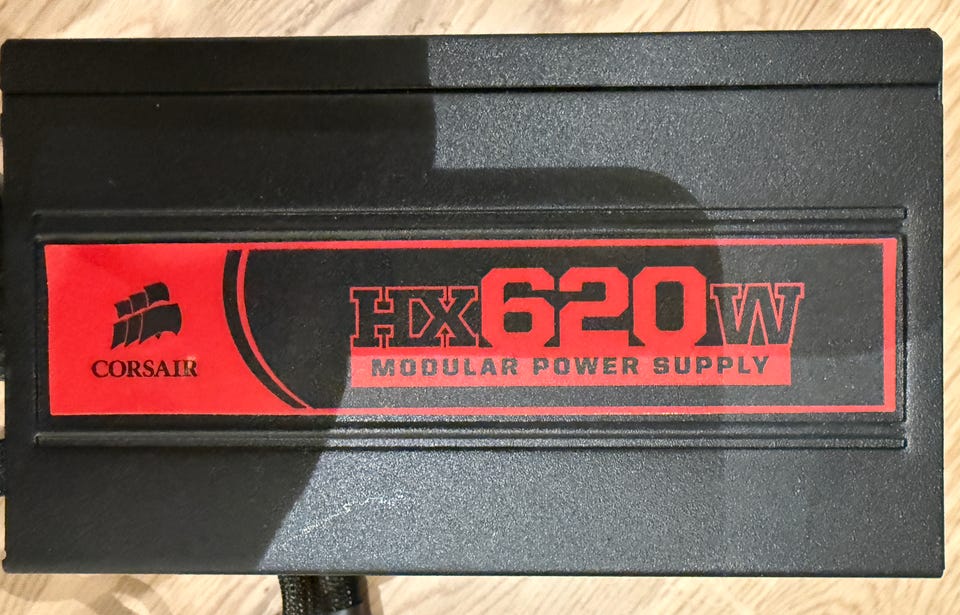 CORSAIR
HX620W
MODULAR POWER SUPPLY